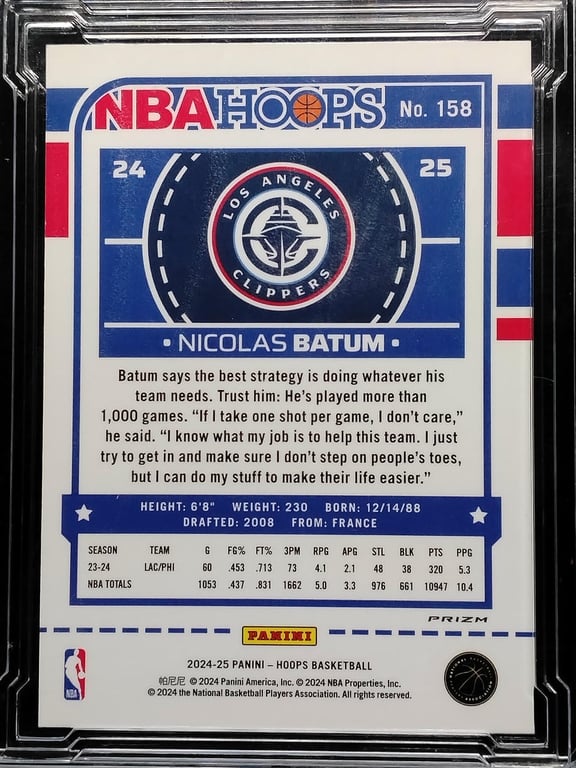 NBA HOOPS No. 158
24 25
LOS ANGELES
CLIPPERS
• NICOLAS BATUM •
Batum says the best strategy is doing whatever his
team needs. Trust him: He's played more than
1,000 games. “If I take one shot per game, I don't care,”
he said. “I know what my job is to help this team. I just
try to get in and make sure I don't step on people's toes,
but I can do my stuff to make their life easier.”
HEIGHT: 6'8" WEIGHT: 230 BORN: 12/14/88
DRAFTED: 2008 FROM: FRANCE
SEASON TEAM G FG% FT% 3PM RPG APG STL BLK PTS PPG
23-24 LAC/PHI 60 .453 .713 73 4.1 2.1 48 38 320 5.3
NBA TOTALS 1053 .437 .831 1662 5.0 3.3 976 661 10947 10.4
PRIZM
PANINI
2024-25 PANINI – HOOPS BASKETBALL
帕尼尼 © 2024 Panini America, Inc. © 2024 NBA Properties, Inc.
© 2024 the National Basketball Players Association. All rights reserved.
NBA